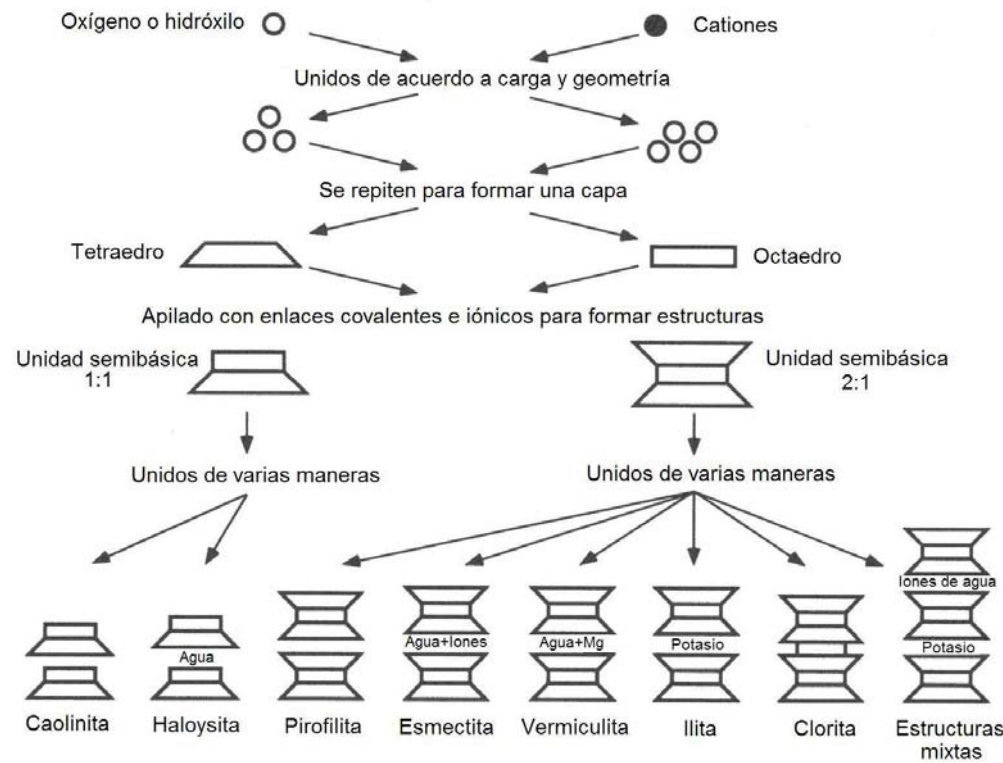 Oxígeno o hidróxilo
Cationes
Unidos de acuerdo a carga y geometría
Se repiten para formar una capa
Tetraedro
Octaedro
Apilado con enlaces covalentes e iónicos para formar estructuras
Unidad semibásica
1:1
Unidad semibásica
2:1
Unidos de varias maneras
Unidos de varias maneras
Iones de agua
Agua
Agua+Iones
Agua+Mg
Potasio
Potasio
Caolinita
Haloysita
Pirofilita
Esmectita
Vermiculita
Ilita
Clorita
Estructuras
mixtas